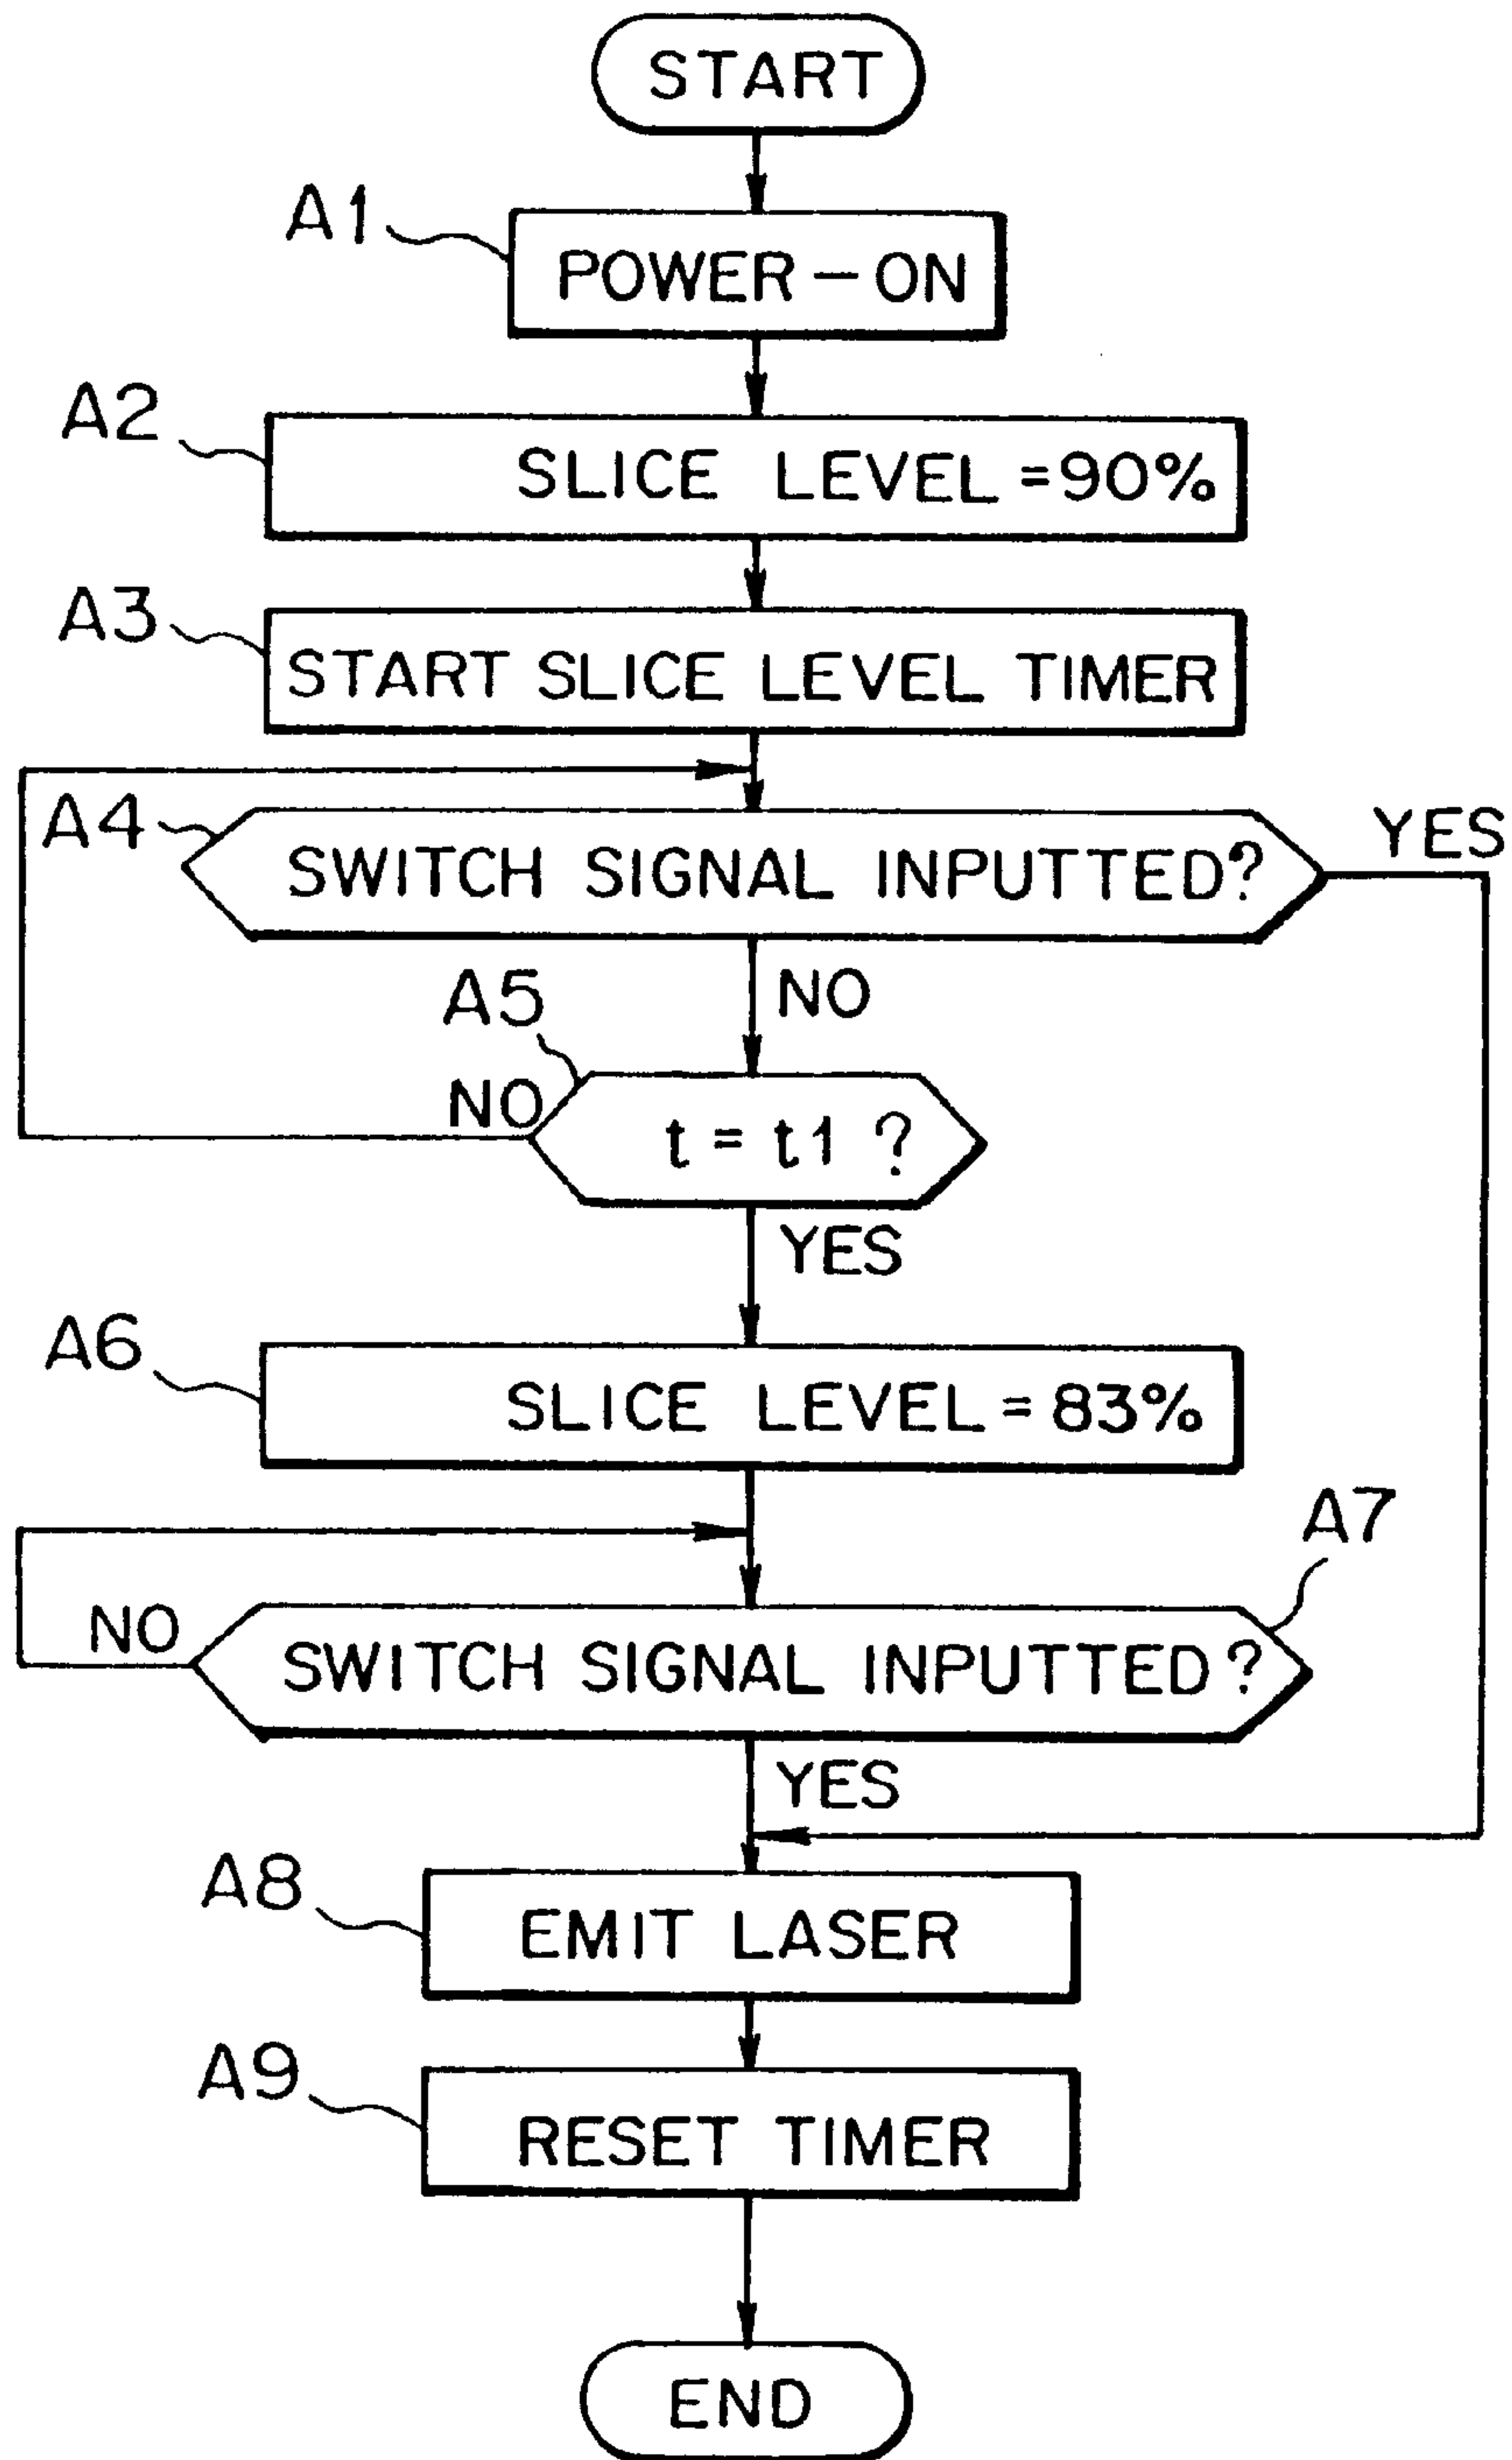 START
A1
POWER-ON
A2
SLICE LEVEL =90%
A3
START SLICE LEVEL TIMER
A4
SWITCH SIGNAL INPUTTED?
YES
NO
A5
NO
t = t1 ?
YES
A6
SLICE LEVEL = 83%
A7
NO
SWITCH SIGNAL INPUTTED?
YES
A8
EMIT LASER
A9
RESET TIMER
END